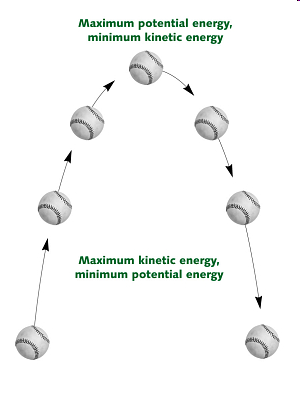 Maximum potential energy,
minimum kinetic energy
Maximum kinetic energy,
minimum potential energy